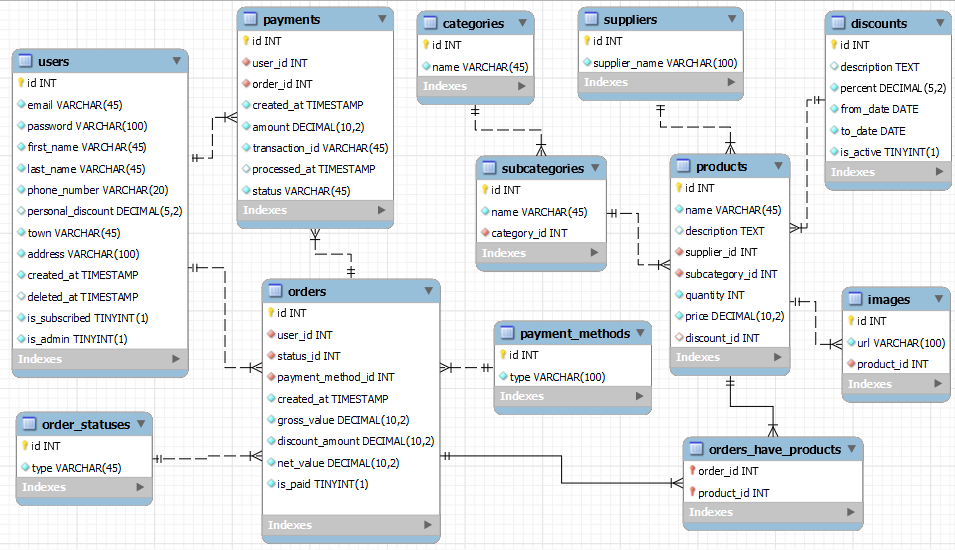 users
id INT
email VARCHAR(45)
password VARCHAR(100)
first_name VARCHAR(45)
last_name VARCHAR(45)
phone_number VARCHAR(20)
personal_discount DECIMAL(5,2)
town VARCHAR(45)
address VARCHAR(100)
created_at TIMESTAMP
deleted_at TIMESTAMP
is_subscribed TINYINT(1)
is_admin TINYINT(1)
Indexes
payments
id INT
user_id INT
order_id INT
created_at TIMESTAMP
amount DECIMAL(10,2)
transaction_id VARCHAR(45)
processed_at TIMESTAMP
status VARCHAR(45)
Indexes
categories
id INT
name VARCHAR(45)
Indexes
suppliers
id INT
supplier_name VARCHAR(100)
Indexes
discounts
id INT
description TEXT
percent DECIMAL(5,2)
from_date DATE
to_date DATE
is_active TINYINT(1)
Indexes
subcategories
id INT
name VARCHAR(45)
category_id INT
Indexes
products
id INT
name VARCHAR(45)
description TEXT
supplier_id INT
subcategory_id INT
quantity INT
price DECIMAL(10,2)
discount_id INT
Indexes
orders
id INT
user_id INT
status_id INT
payment_method_id INT
created_at TIMESTAMP
gross_value DECIMAL(10,2)
discount_amount DECIMAL(10,2)
net_value DECIMAL(10,2)
is_paid TINYINT(1)
Indexes
payment_methods
id INT
type VARCHAR(100)
Indexes
images
id INT
url VARCHAR(100)
product_id INT
Indexes
order_statuses
id INT
type VARCHAR(45)
Indexes
orders_have_products
order_id INT
product_id INT
Indexes